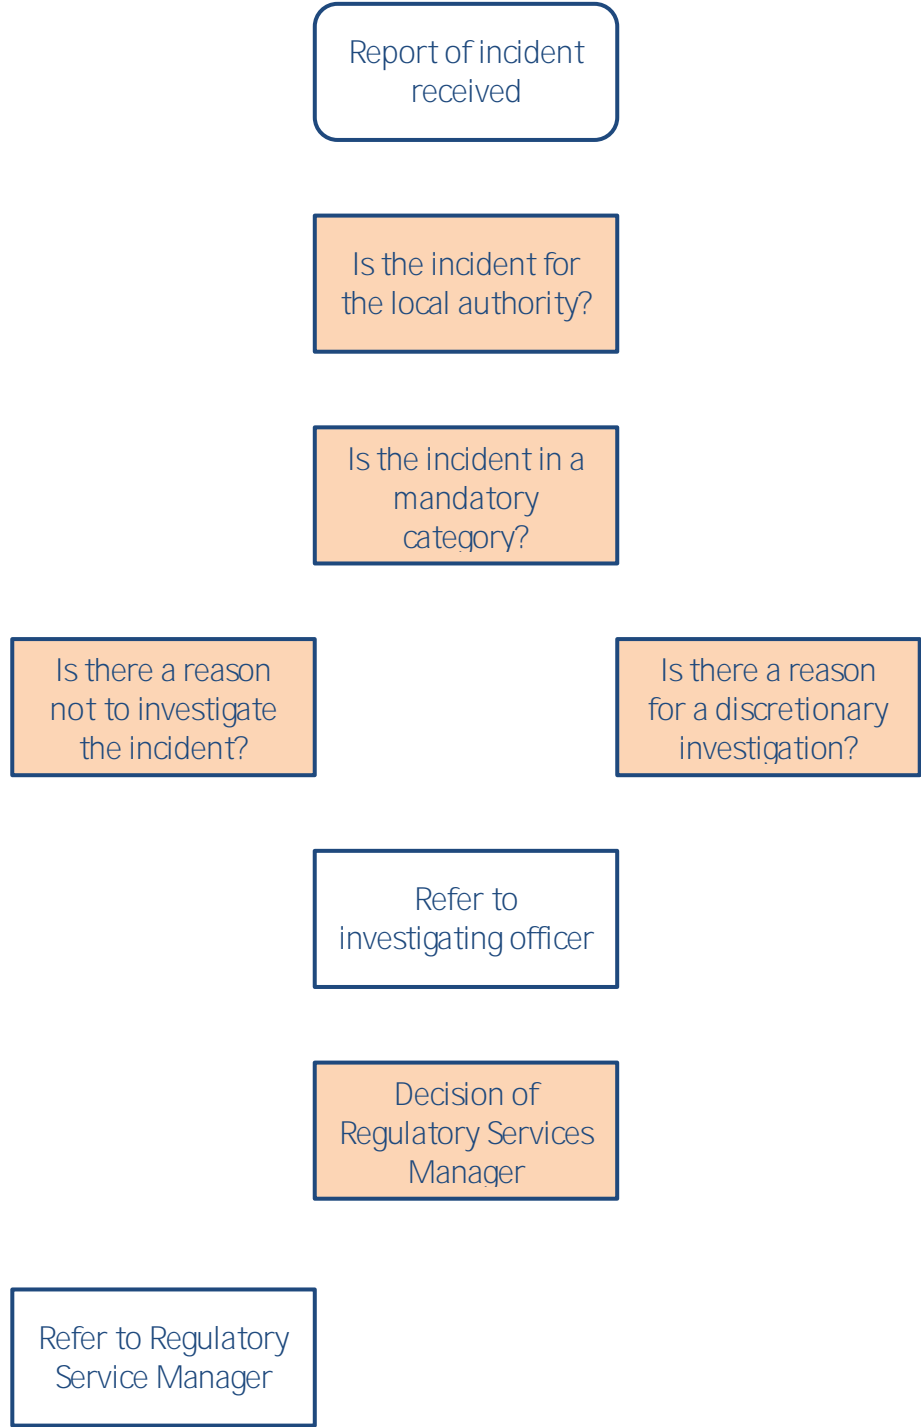 Report of incident
received
Is the incident for
the local authority?
Is the incident in a
mandatory
category?
Is there a reason
not to investigate
the incident?
Is there a reason
for a discretionary
investigation?
Refer to
investigating officer
Decision of
Regulatory Services
Manager
Refer to Regulatory
Service Manager